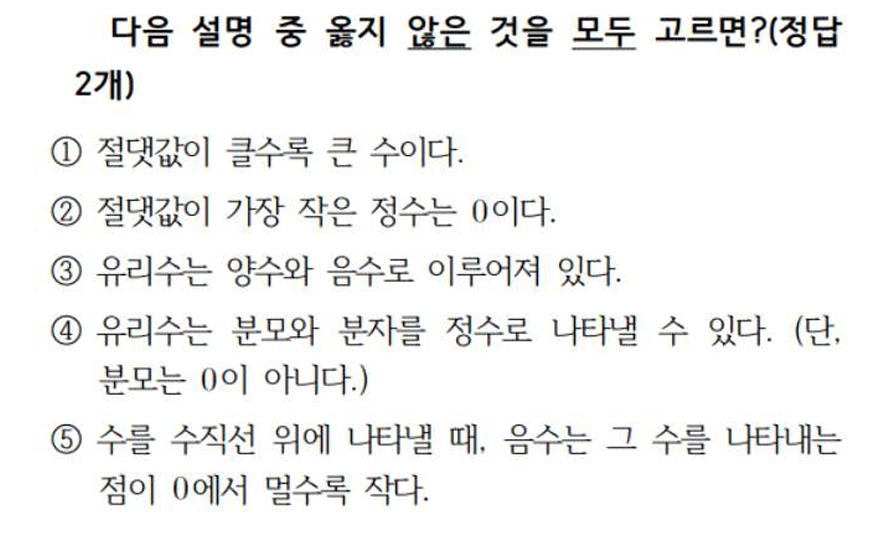 다음 설명 중 옳지 않은 것을 모두 고르면?(정답
2개)
① 절댓값이 클수록 큰 수이다.
② 절댓값이 가장 작은 정수는 0이다.
③ 유리수는 양수와 음수로 이루어져 있다.
④ 유리수는 분모와 분자를 정수로 나타낼 수 있다. (단,
분모는 0이 아니다.)
⑤ 수를 수직선 위에 나타낼 때, 음수는 그 수를 나타내는
점이 0에서 멀수록 작다.